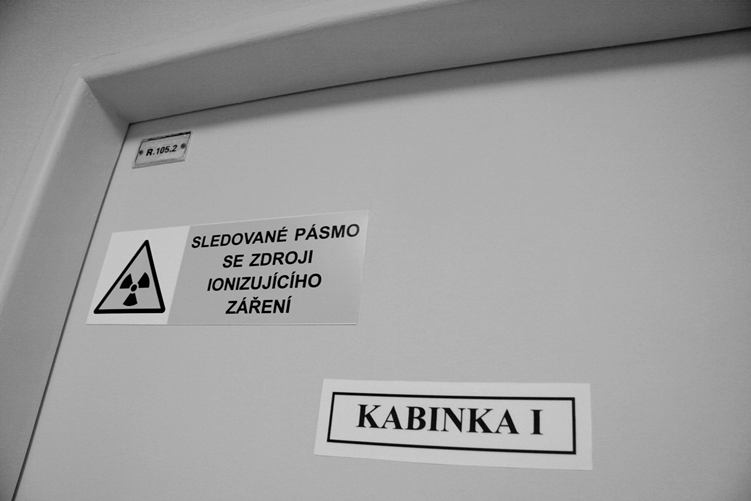 R.105.2
SLEDOVANÉ PÁSMO
SE ZDROJI
IONIZUJÍCÍHO
ZÁŘENÍ
KABINKA I